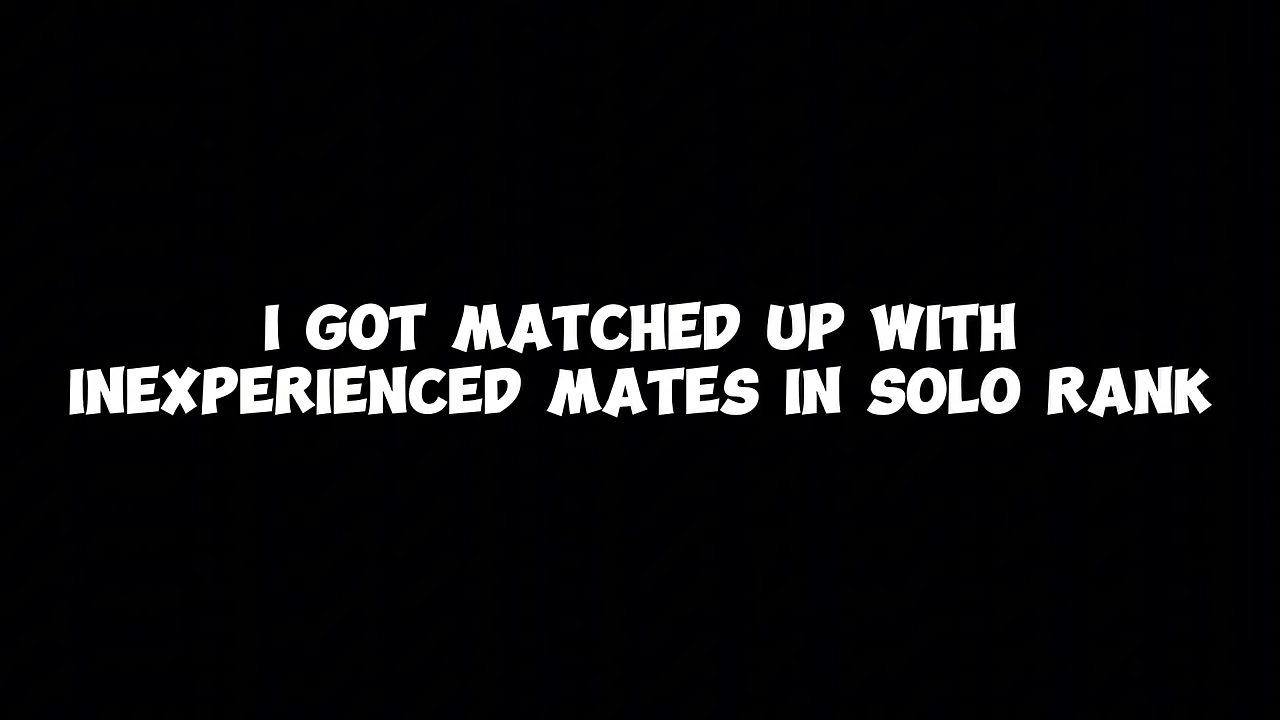 I GOT MATCHED UP WITH
INEXPERIENCED MATES IN SOLO RANK